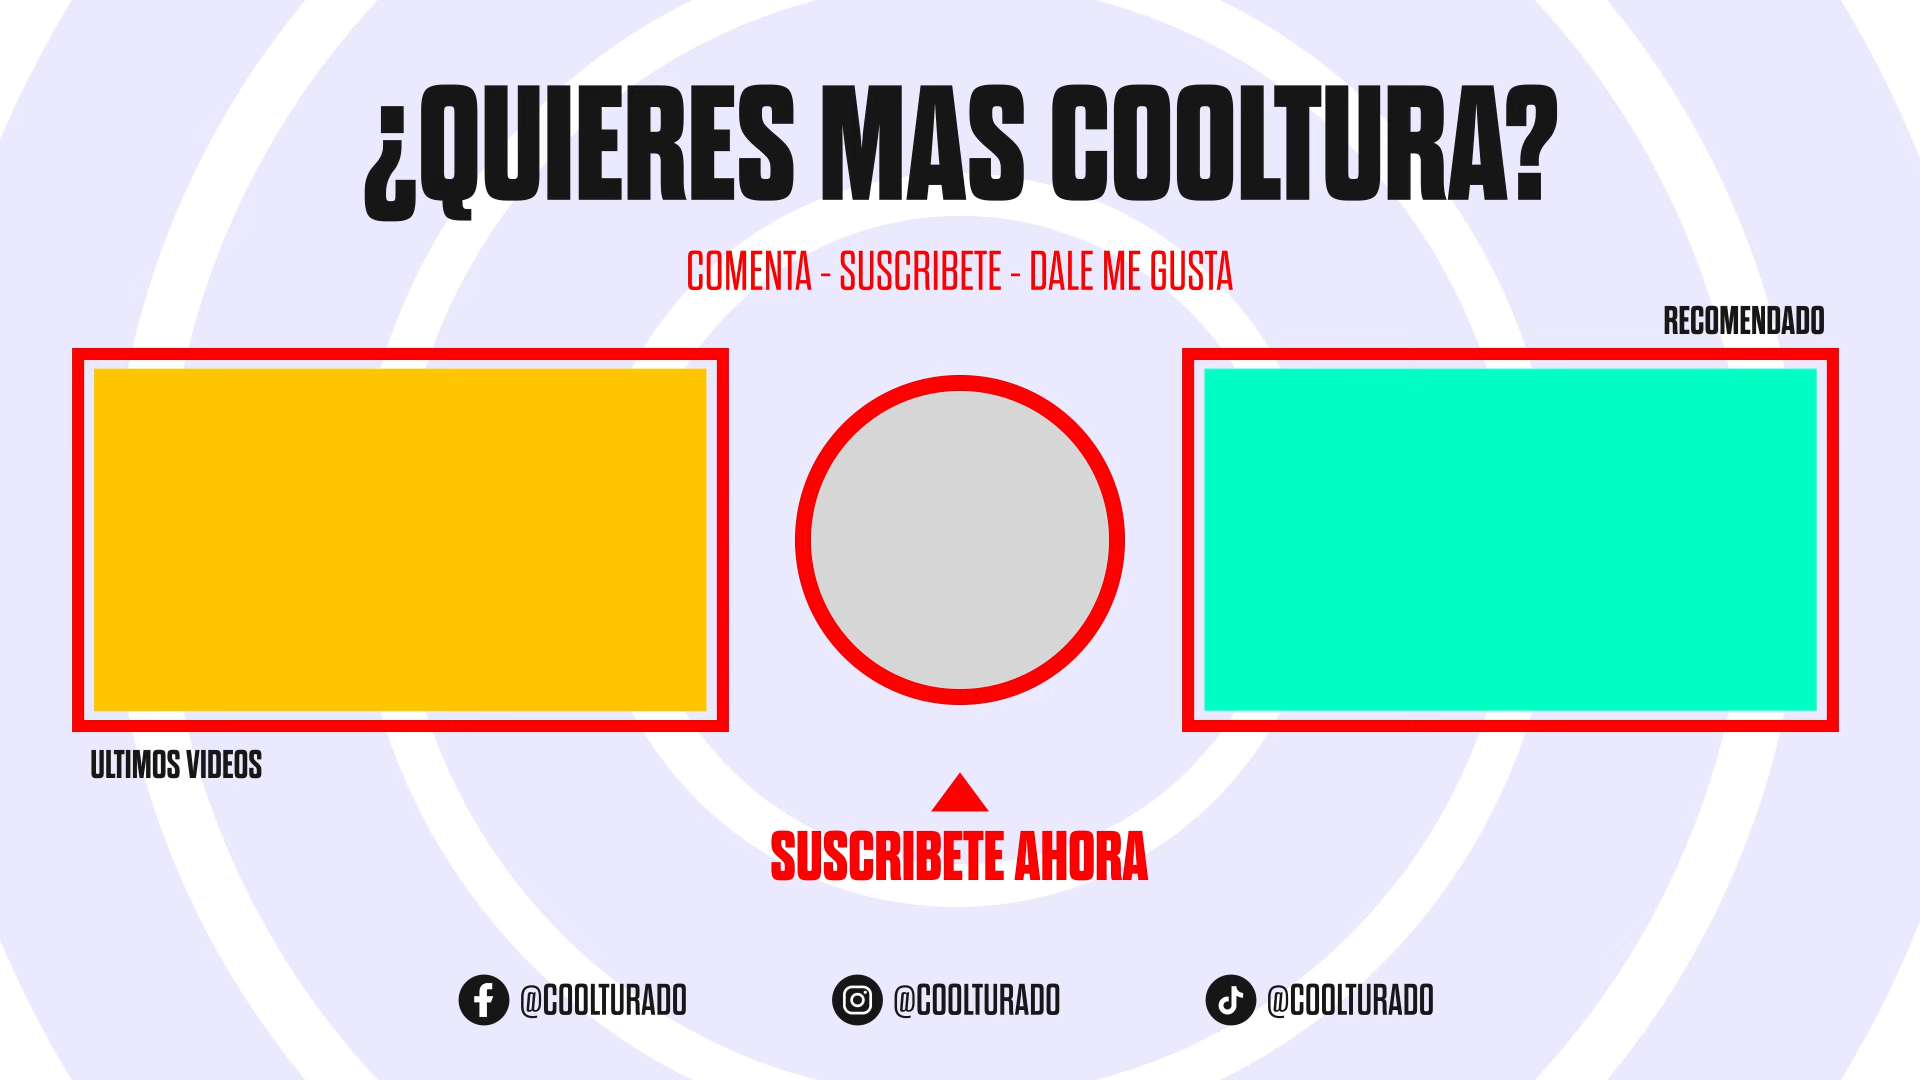 ¿QUIERES MAS COOLTURA?
COMENTA - SUSCRIBETE - DALE ME GUSTA
RECOMENDADO
ULTIMOS VIDEOS
SUSCRIBETE AHORA
@COOLTURADO
@COOLTURADO
@COOLTURADO